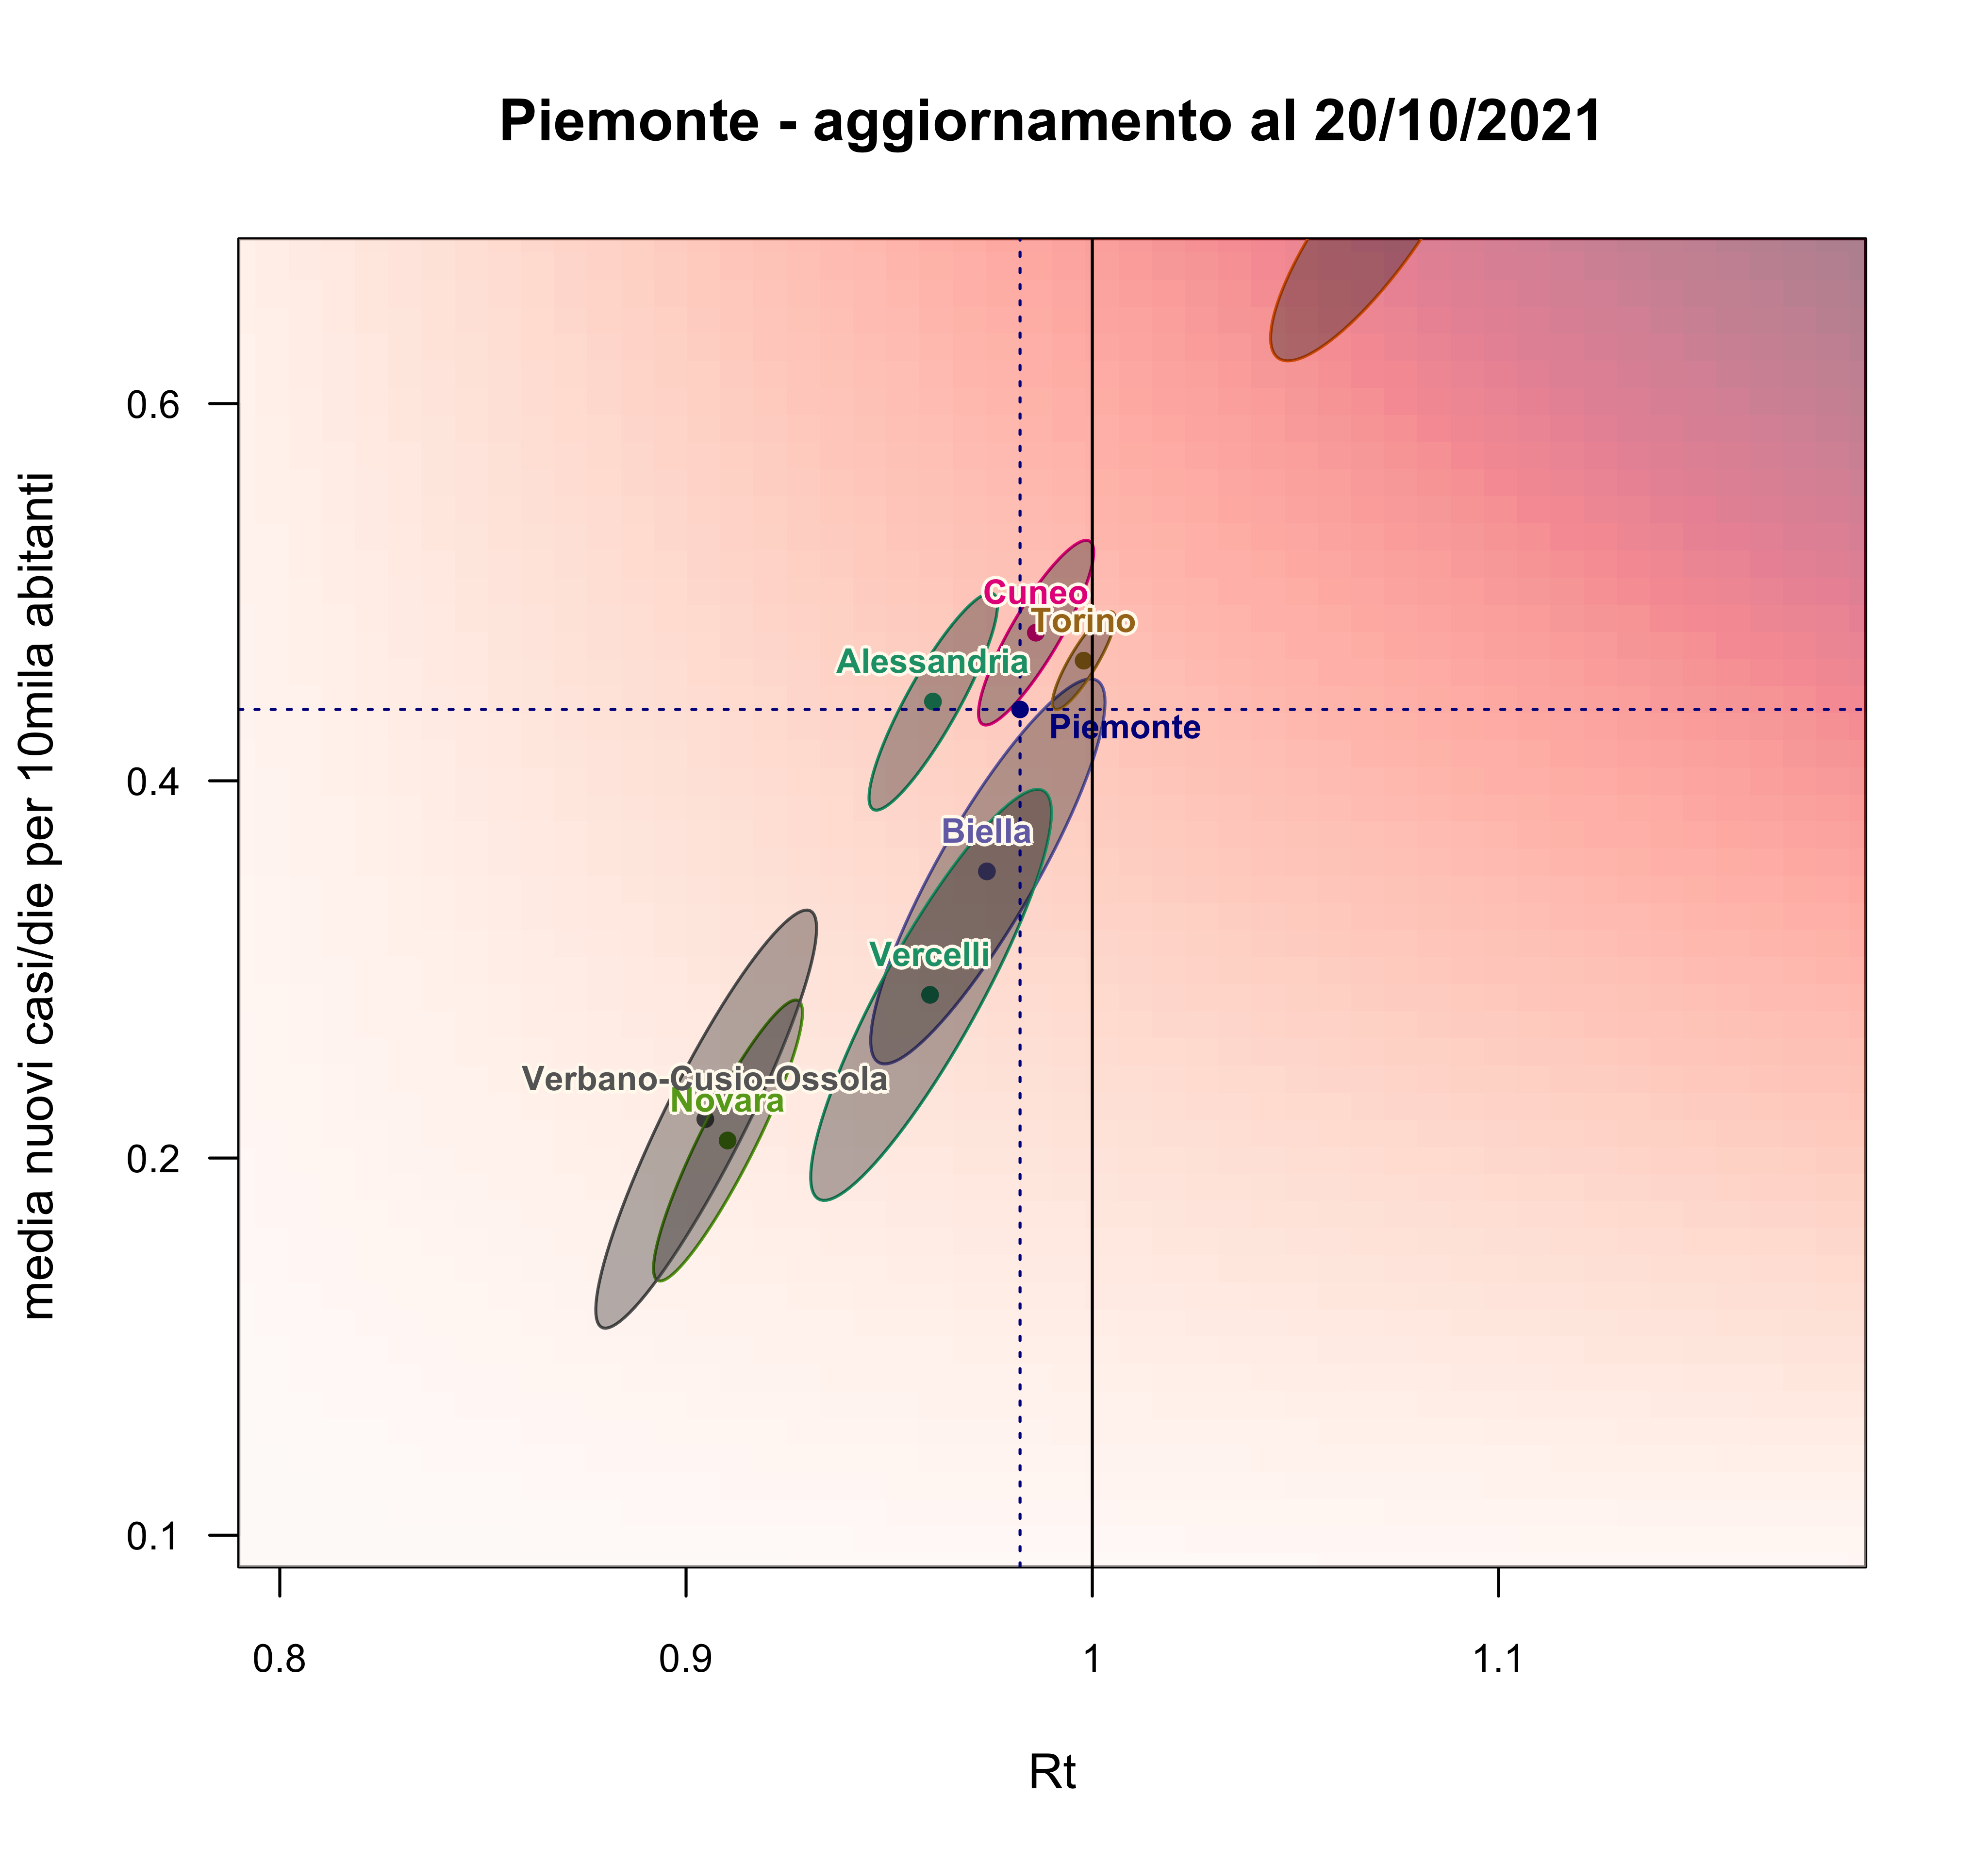 Piemonte - aggiornamento al 20/10/2021
media nuovi casi/die per 10mila abitanti
0.6
0.4
0.2
0.1
Cuneo
Torino
Alessandria
Piemonte
Biella
Vercelli
Verbano-Cusio-Ossola
Novara
0.8
0.9
1
1.1
Rt